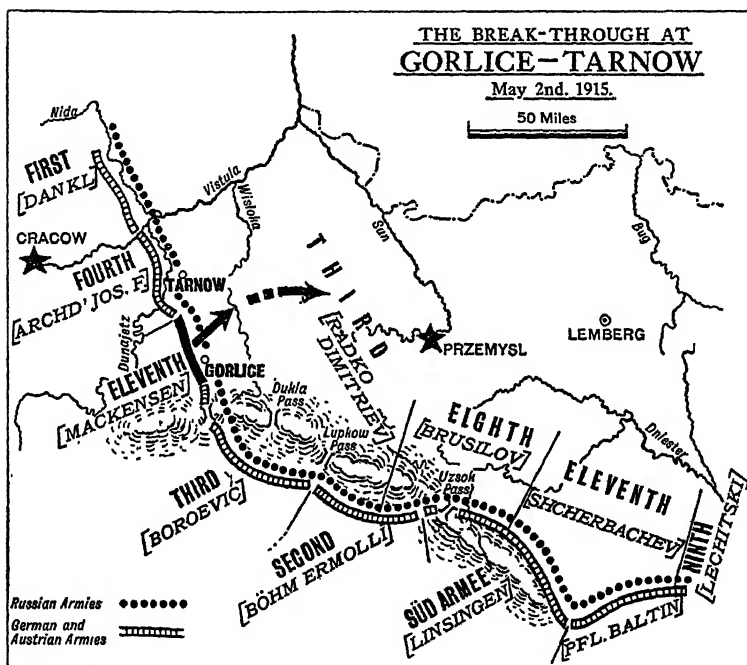 THE BREAK-THROUGH AT
GORLICE–TARNOW
May 2nd. 1915.
50 Miles
Nida
FIRST
[DANKL]
Vistula
Wisloka
San
Bug
CRACOW
FOURTH
[ARCHD' JOS. F]
TARNOW
THIRD
[RADKO
DIMITRIEV]
PRZEMYSL
LEMBERG
Dunajetz
GORLICE
ELEVENTH
[MACKENSEN]
Dukla
Pass
Lupkow
Pass
EIGHTH
[BRUSILOV]
Dniester
Uzsok
Pass
ELEVENTH
[SHCHERBACHEV]
NINTH
[LECHITSKI]
THIRD
[BOROEVIĆ]
SECOND
[BÖHM ERMOLLI]
SÜD ARMEE
[LINSINGEN]
[PFL. BALTIN]
Russian Armies
German and
Austrian Armies